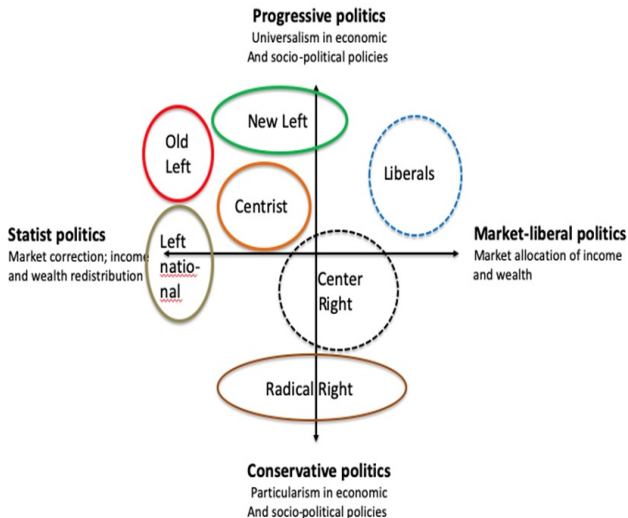 Progressive politics
Universalism in economic
And socio-political policies
New Left
Old
Left
Liberals
Centrist
Statist politics
Market correction; income
and wealth redistribution
Left
natio-
nal
Market-liberal politics
Market allocation of income
and wealth
Center
Right
Radical Right
Conservative politics
Particularism in economic
And socio-political policies